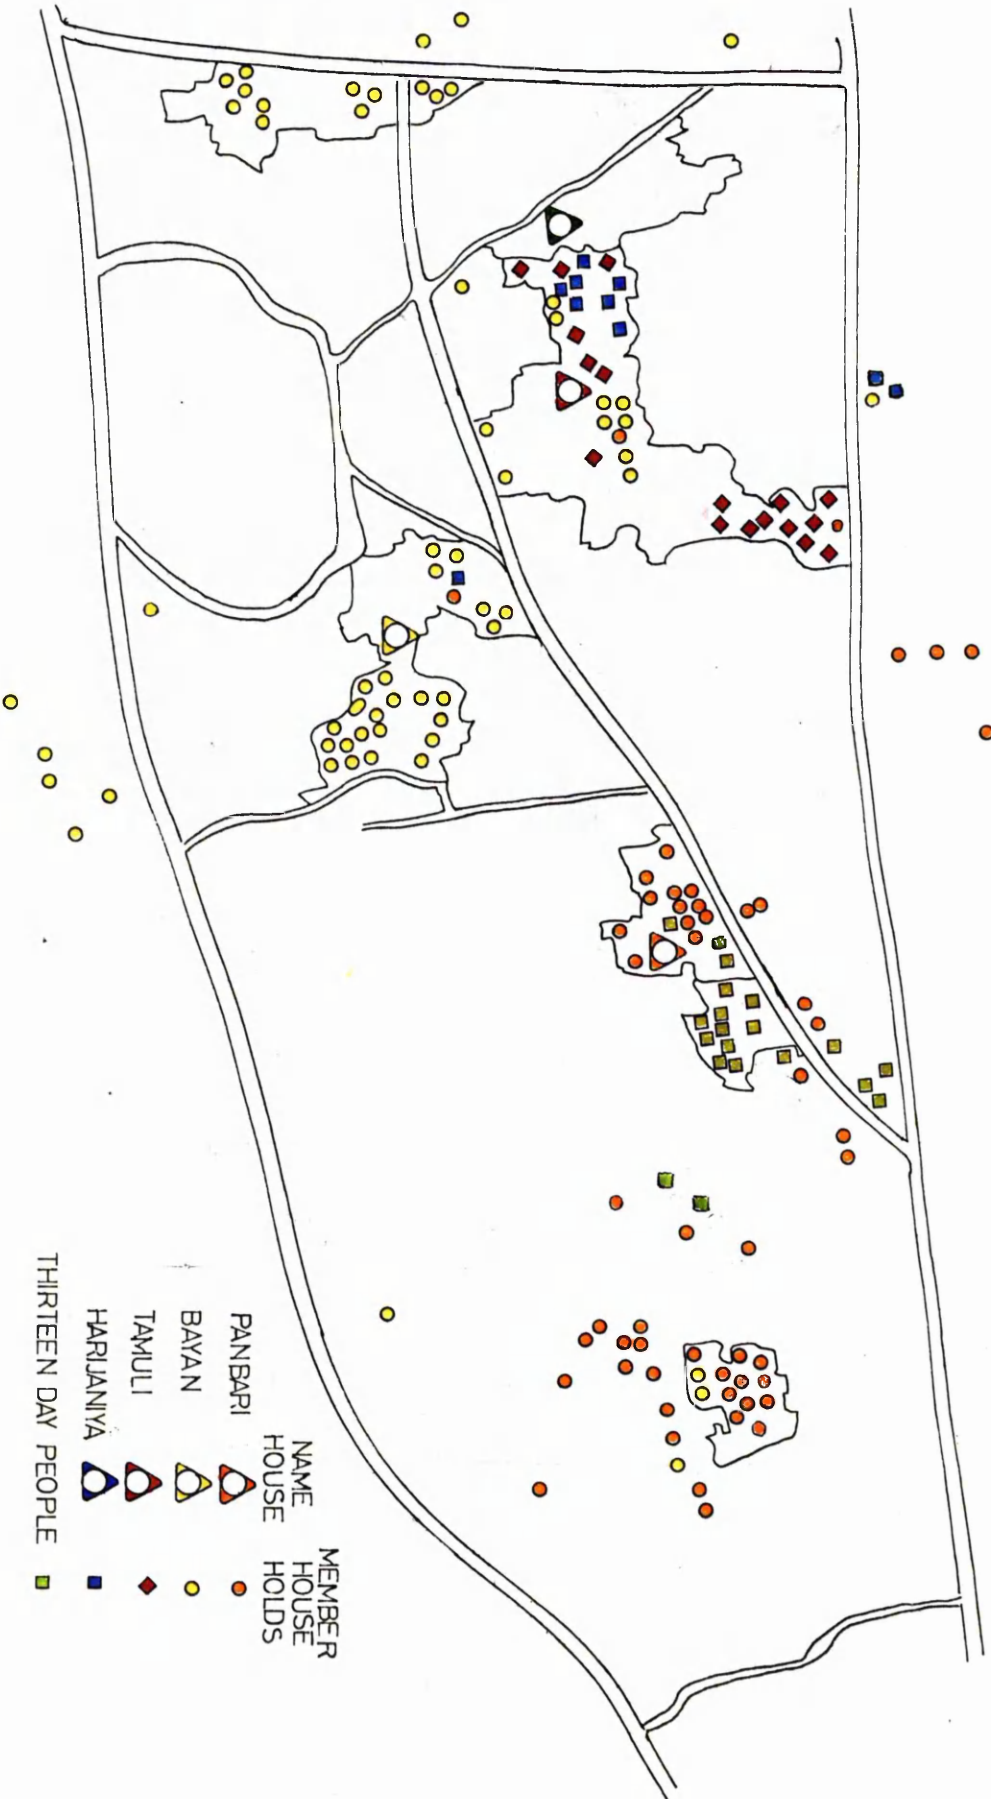 NAME HOUSE
MEMBER HOUSE HOLDS
PANBARI
BAYAN
TAMULI
HARIJANIYA
THIRTEEN DAY PEOPLE